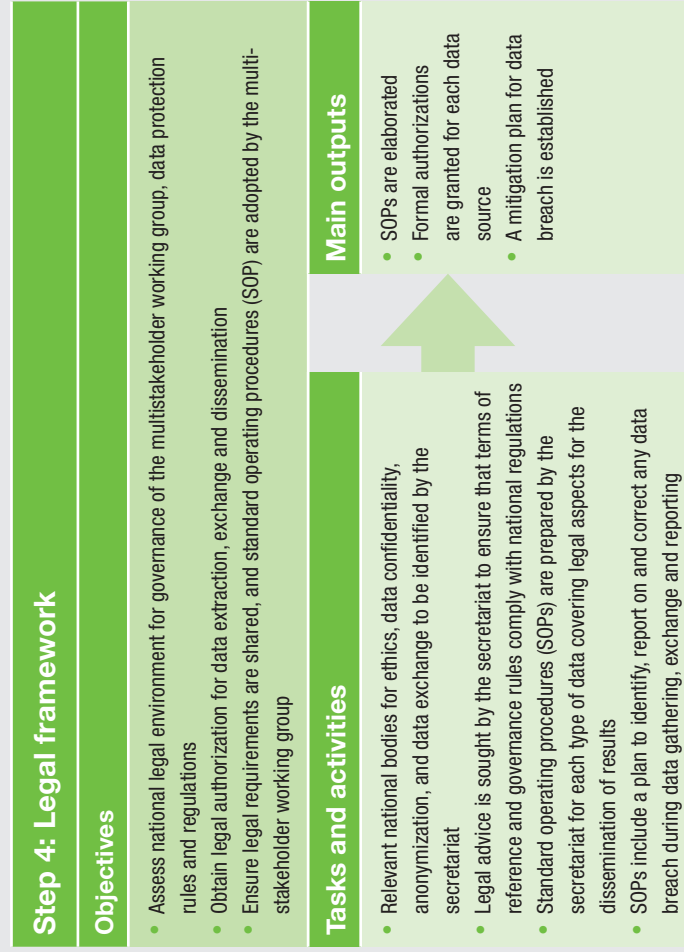 Step 4: Legal framework
Objectives
• Assess national legal environment for governance of the multistakeholder working group, data protection
rules and regulations
• Obtain legal authorization for data extraction, exchange and dissemination
• Ensure legal requirements are shared, and standard operating procedures (SOP) are adopted by the multi-
stakeholder working group
Tasks and activities
• Relevant national bodies for ethics, data confidentiality,
anonymization, and data exchange to be identified by the
secretariat
• Legal advice is sought by the secretariat to ensure that terms of
reference and governance rules comply with national regulations
• Standard operating procedures (SOPs) are prepared by the
secretariat for each type of data covering legal aspects for the
dissemination of results
• SOPs include a plan to identify, report on and correct any data
breach during data gathering, exchange and reporting
Main outputs
• SOPs are elaborated
• Formal authorizations
are granted for each data
source
• A mitigation plan for data
breach is established